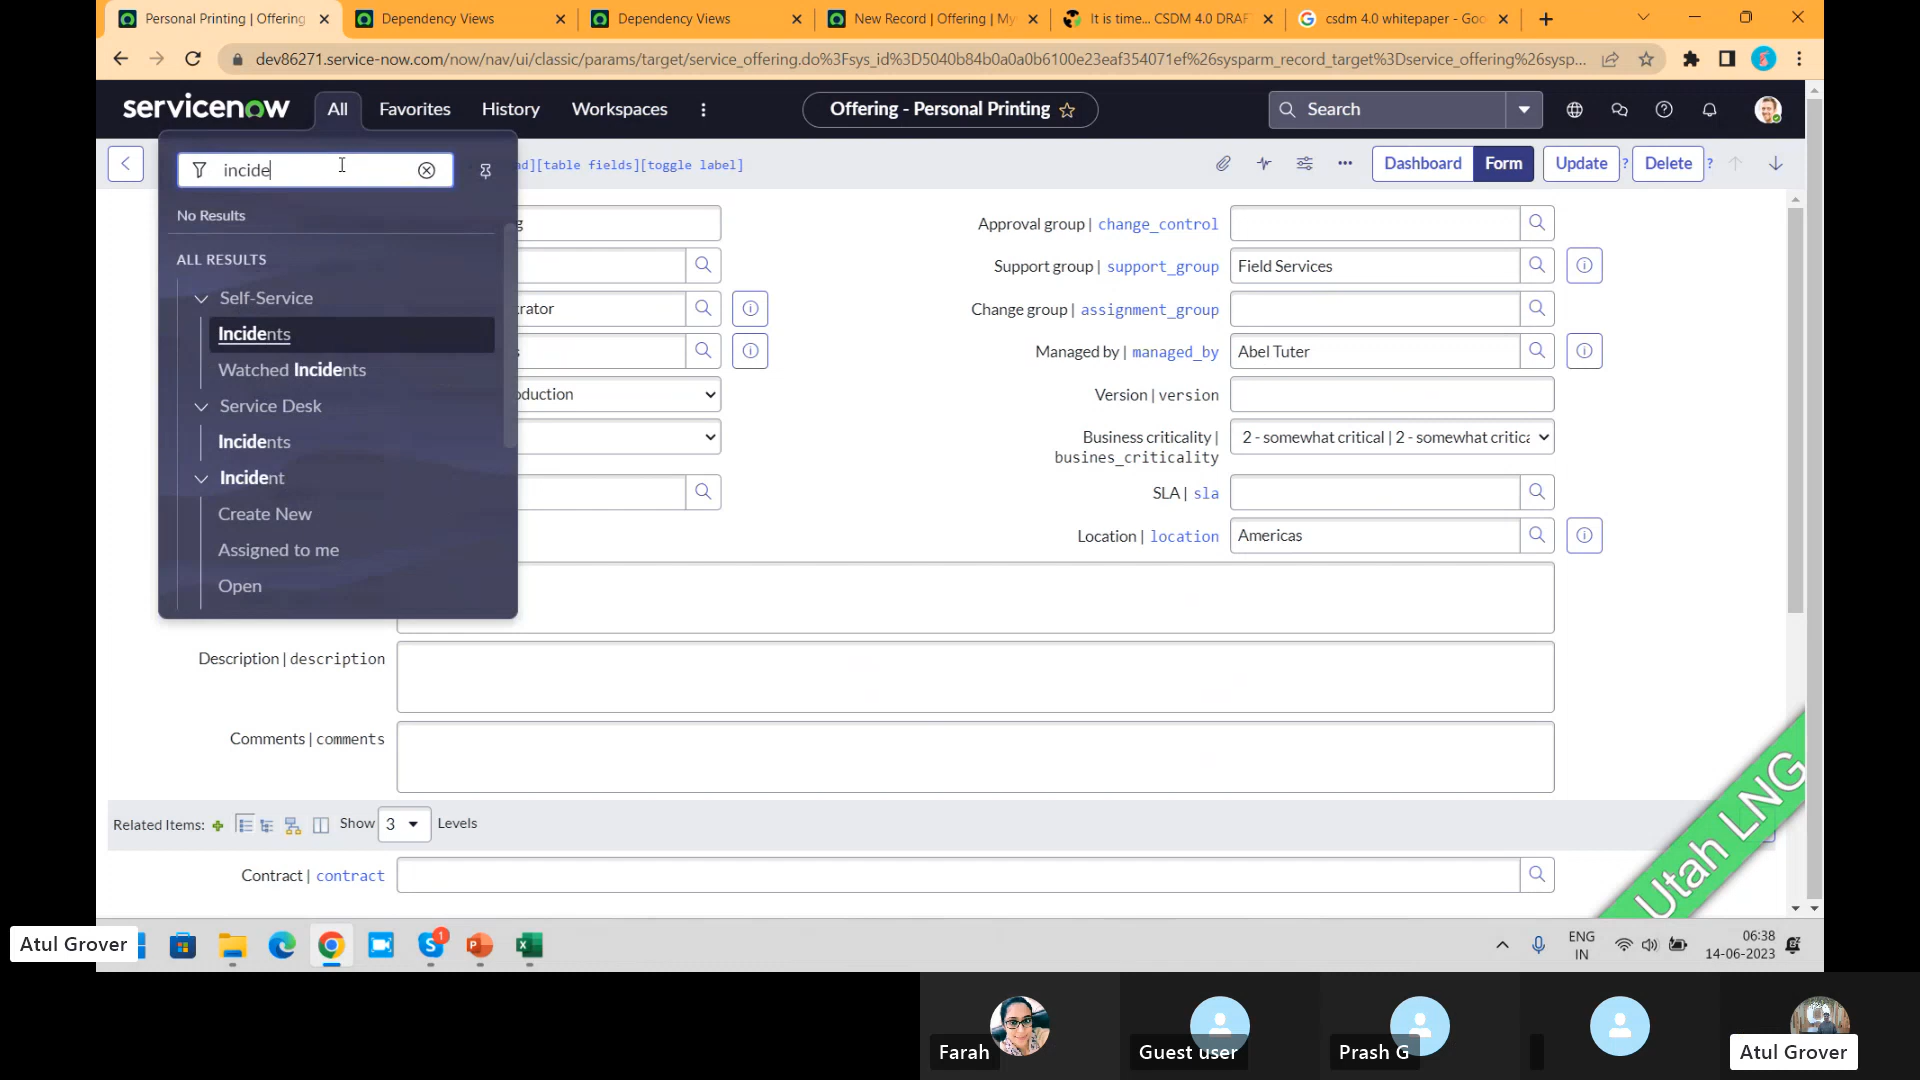 Personal Printing | Offering
Dependency Views
Dependency Views
New Record | Offering | My
It is time... CSDM 4.0 DRAF
csdm 4.0 whitepaper - Goo
dev86271.service-now.com/now/nav/ui/classic/params/target/service_offering.do%3Fsys_id%3D5040b84b0a0a0b6100e23eaf354071ef%26sysparm_record_target%3Dservice_offering%26sysp...
servicenow
All
Favorites
History
Workspaces
Offering - Personal Printing
Search
incide
ad][table fields][toggle label]
Dashboard
Form
Update
?
Delete
?
No Results
ALL RESULTS
Self-Service
Incidents
Watched Incidents
Service Desk
Incidents
Incident
Create New
Assigned to me
Open
g
trator
s
oduction
Approval group | change_control
Support group | support_group
Field Services
Change group | assignment_group
Managed by | managed_by
Abel Tuter
Version | version
Business criticality |
busines_criticality
2 - somewhat critical | 2 - somewhat critica
SLA | sla
Location | location
Americas
Description | description
Comments | comments
Related Items:
Show
3
Levels
Contract | contract
Utah LNG
Atul Grover
1
ENG
IN
06:38
14-06-2023
Farah
Guest user
Prash G
Atul Grover